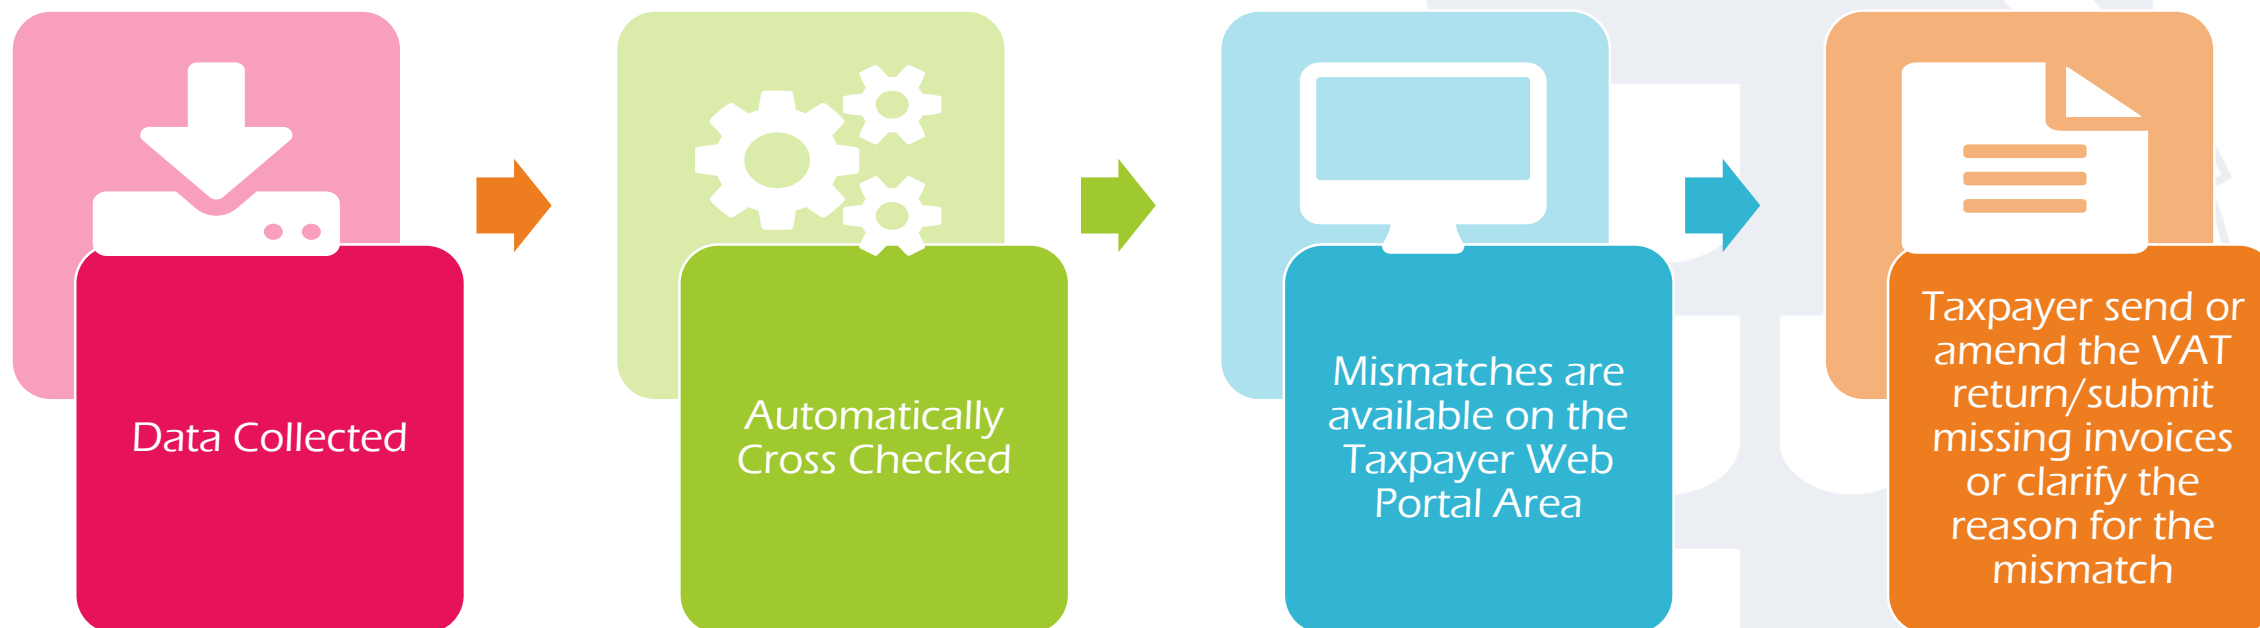 Data Collected
Automatically
Cross Checked
Mismatches are
available on the
Taxpayer Web
Portal Area
Taxpayer send or
amend the VAT
return/submit
missing invoices
or clarify the
reason for the
mismatch